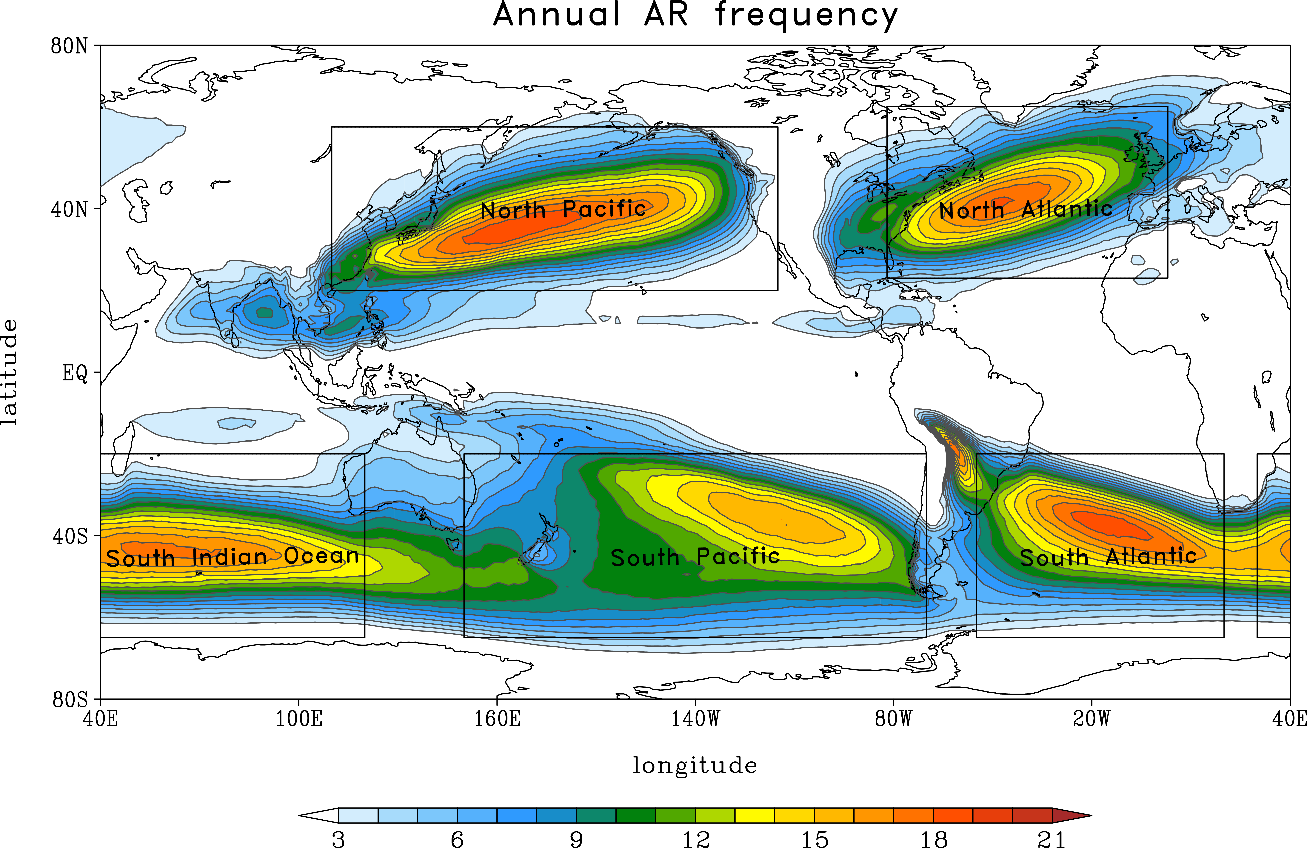 Annual AR frequency
80N
40N
EQ
40S
80S
latitude
North Pacific
North Atlantic
South Indian Ocean
South Pacific
South Atlantic
40E 100E 160E 140W 80W 20W 40E
longitude
3 6 9 12 15 18 21